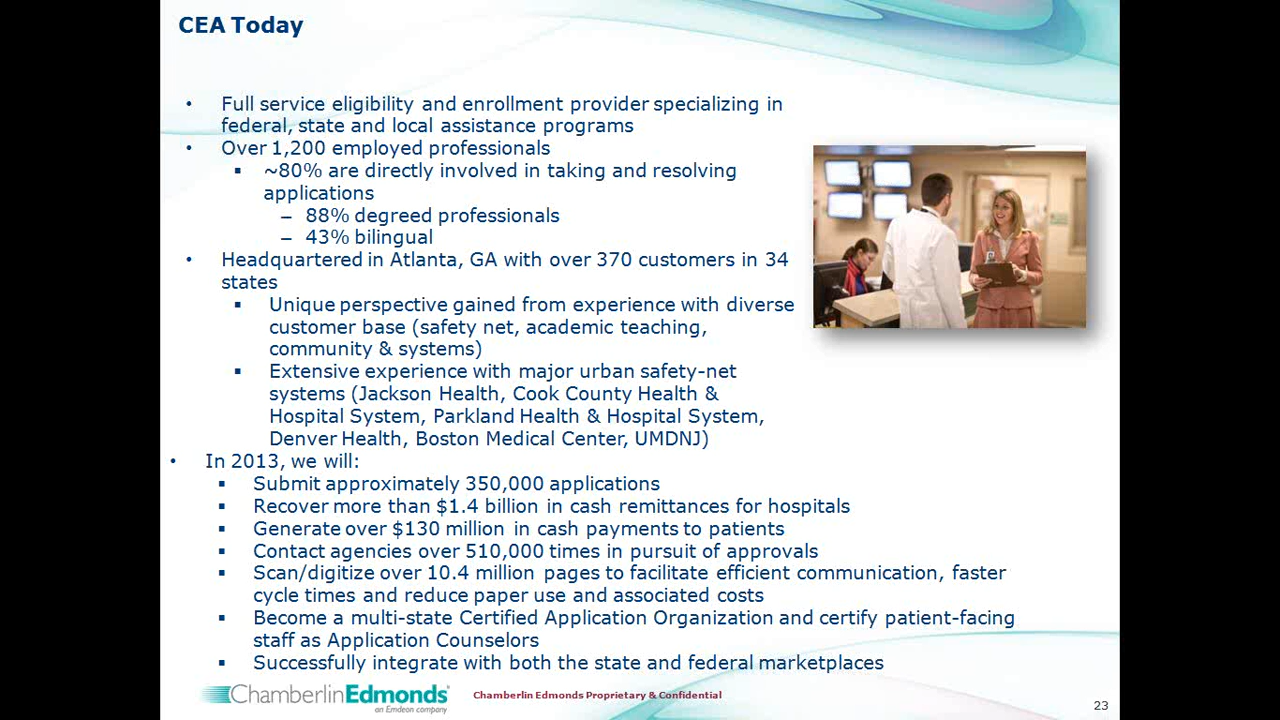 CEA Today
• Full service eligibility and enrollment provider specializing in
federal, state and local assistance programs
• Over 1,200 employed professionals
▪ ~80% are directly involved in taking and resolving
applications
– 88% degreed professionals
– 43% bilingual
• Headquartered in Atlanta, GA with over 370 customers in 34
states
▪ Unique perspective gained from experience with diverse
customer base (safety net, academic teaching,
community & systems)
▪ Extensive experience with major urban safety-net
systems (Jackson Health, Cook County Health &
Hospital System, Parkland Health & Hospital System,
Denver Health, Boston Medical Center, UMDNJ)
• In 2013, we will:
▪ Submit approximately 350,000 applications
▪ Recover more than $1.4 billion in cash remittances for hospitals
▪ Generate over $130 million in cash payments to patients
▪ Contact agencies over 510,000 times in pursuit of approvals
▪ Scan/digitize over 10.4 million pages to facilitate efficient communication, faster
cycle times and reduce paper use and associated costs
▪ Become a multi-state Certified Application Organization and certify patient-facing
staff as Application Counselors
▪ Successfully integrate with both the state and federal marketplaces
ChamberlinEdmonds®
an Emdeon company
Chamberlin Edmonds Proprietary & Confidential
23